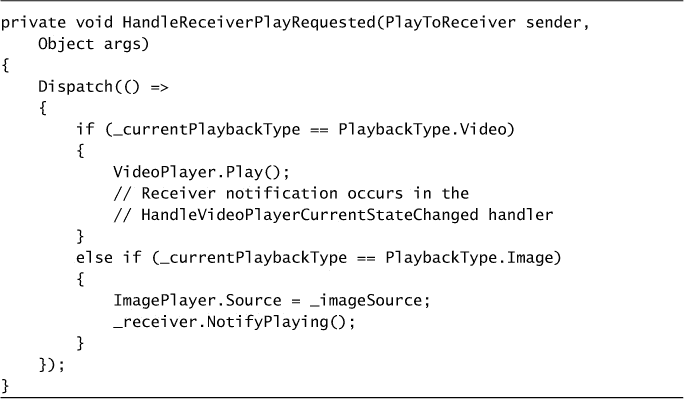 private void HandleReceiverPlayRequested(PlayToReceiver sender,
    Object args)
{
    Dispatch(() =>
    {
        if (_currentPlaybackType == PlaybackType.Video)
        {
            VideoPlayer.Play();
            // Receiver notification occurs in the
            // HandleVideoPlayerCurrentStateChanged handler
        }
        else if (_currentPlaybackType == PlaybackType.Image)
        {
            ImagePlayer.Source = _imageSource;
            _receiver.NotifyPlaying();
        }
    });
}